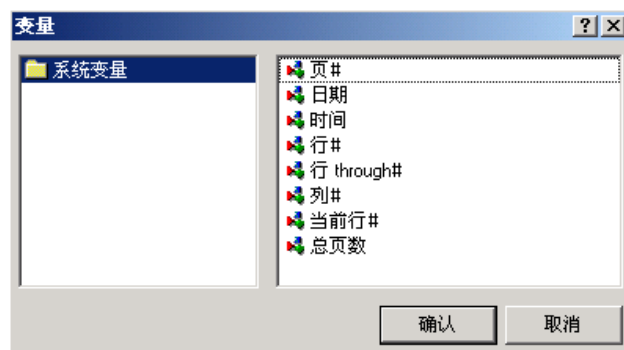 变量
系统变量
页#
日期
时间
行#
行 through#
列#
当前行#
总页数
确认
取消